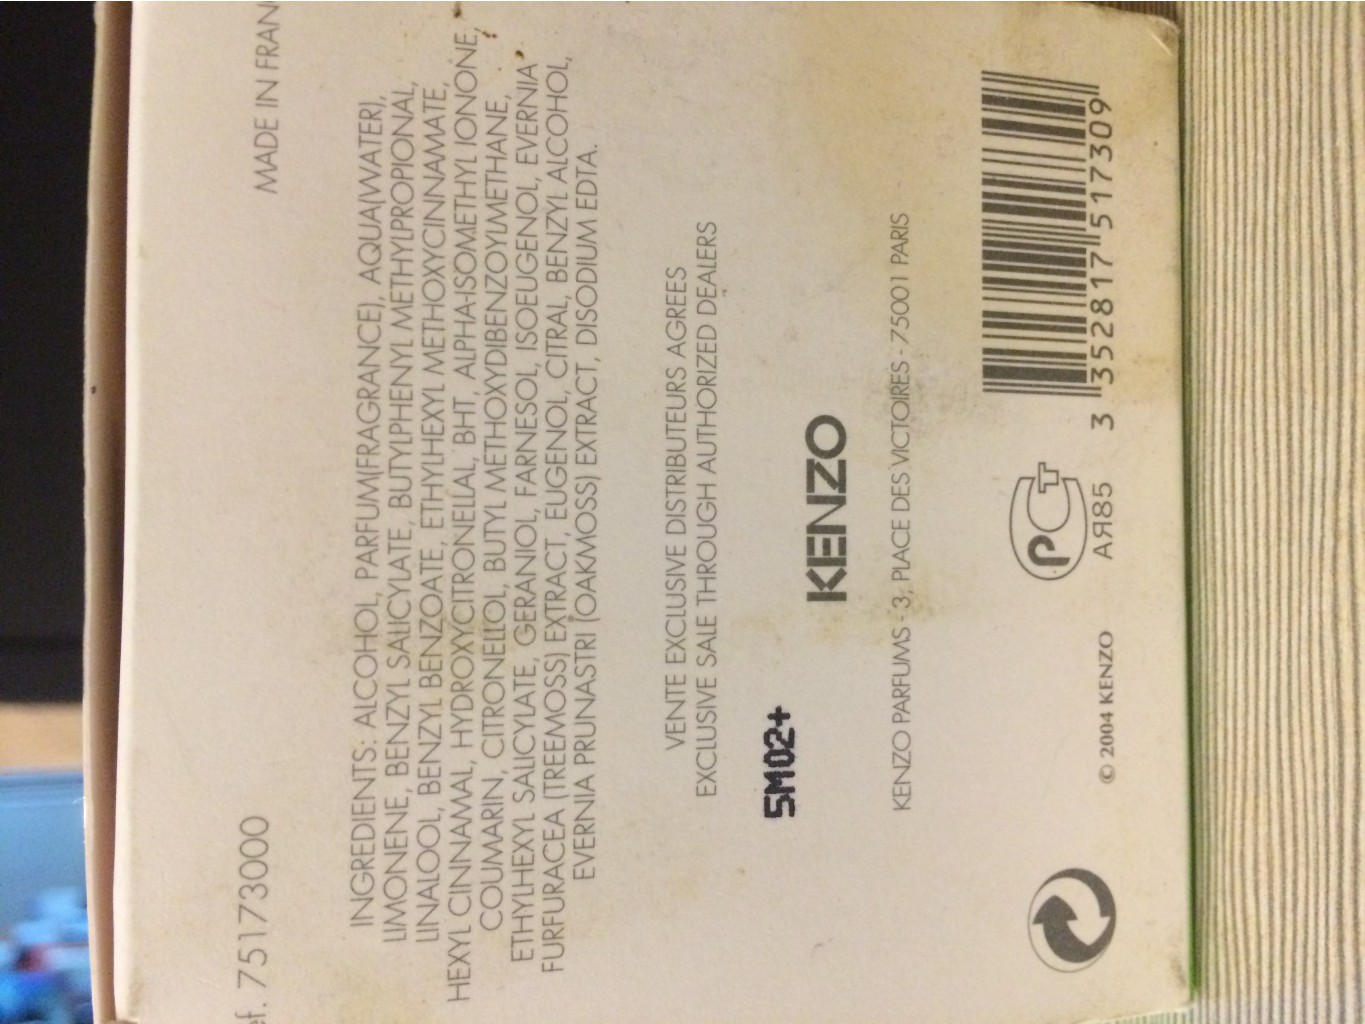 MADE IN FRAN
ef. 75173000
INGREDIENTS: ALCOHOL, PARFUM(FRAGRANCE), AQUA(WATER),
LIMONENE, BENZYL SALICYLATE, BUTYLPHENYL METHYLPROPIONAL,
LINALOOL, BENZYL BENZOATE, ETHYLHEXYL METHOXYCINNAMATE,
HEXYL CINNAMAL, HYDROXYCITRONELLAL, BHT, ALPHA-ISOMETHYL IONONE,
COUMARIN, CITRONELLOL, BUTYL METHOXYDIBENZOYLMETHANE,
ETHYLHEXYL SALICYLATE, GERANIOL, FARNESOL, ISOEUGENOL, EVERNIA
FURFURACEA (TREEMOSS) EXTRACT, EUGENOL, CITRAL, BENZYL ALCOHOL,
EVERNIA PRUNASTRI (OAKMOSS) EXTRACT, DISODIUM EDTA.
VENTE EXCLUSIVE DISTRIBUTEURS AGREES
EXCLUSIVE SALE THROUGH AUTHORIZED DEALERS
5M02+
KENZO
KENZO PARFUMS - 3, PLACE DES VICTOIRES - 75001 PARIS
РСТ
АЯ85
© 2004 KENZO
3 352817 517309